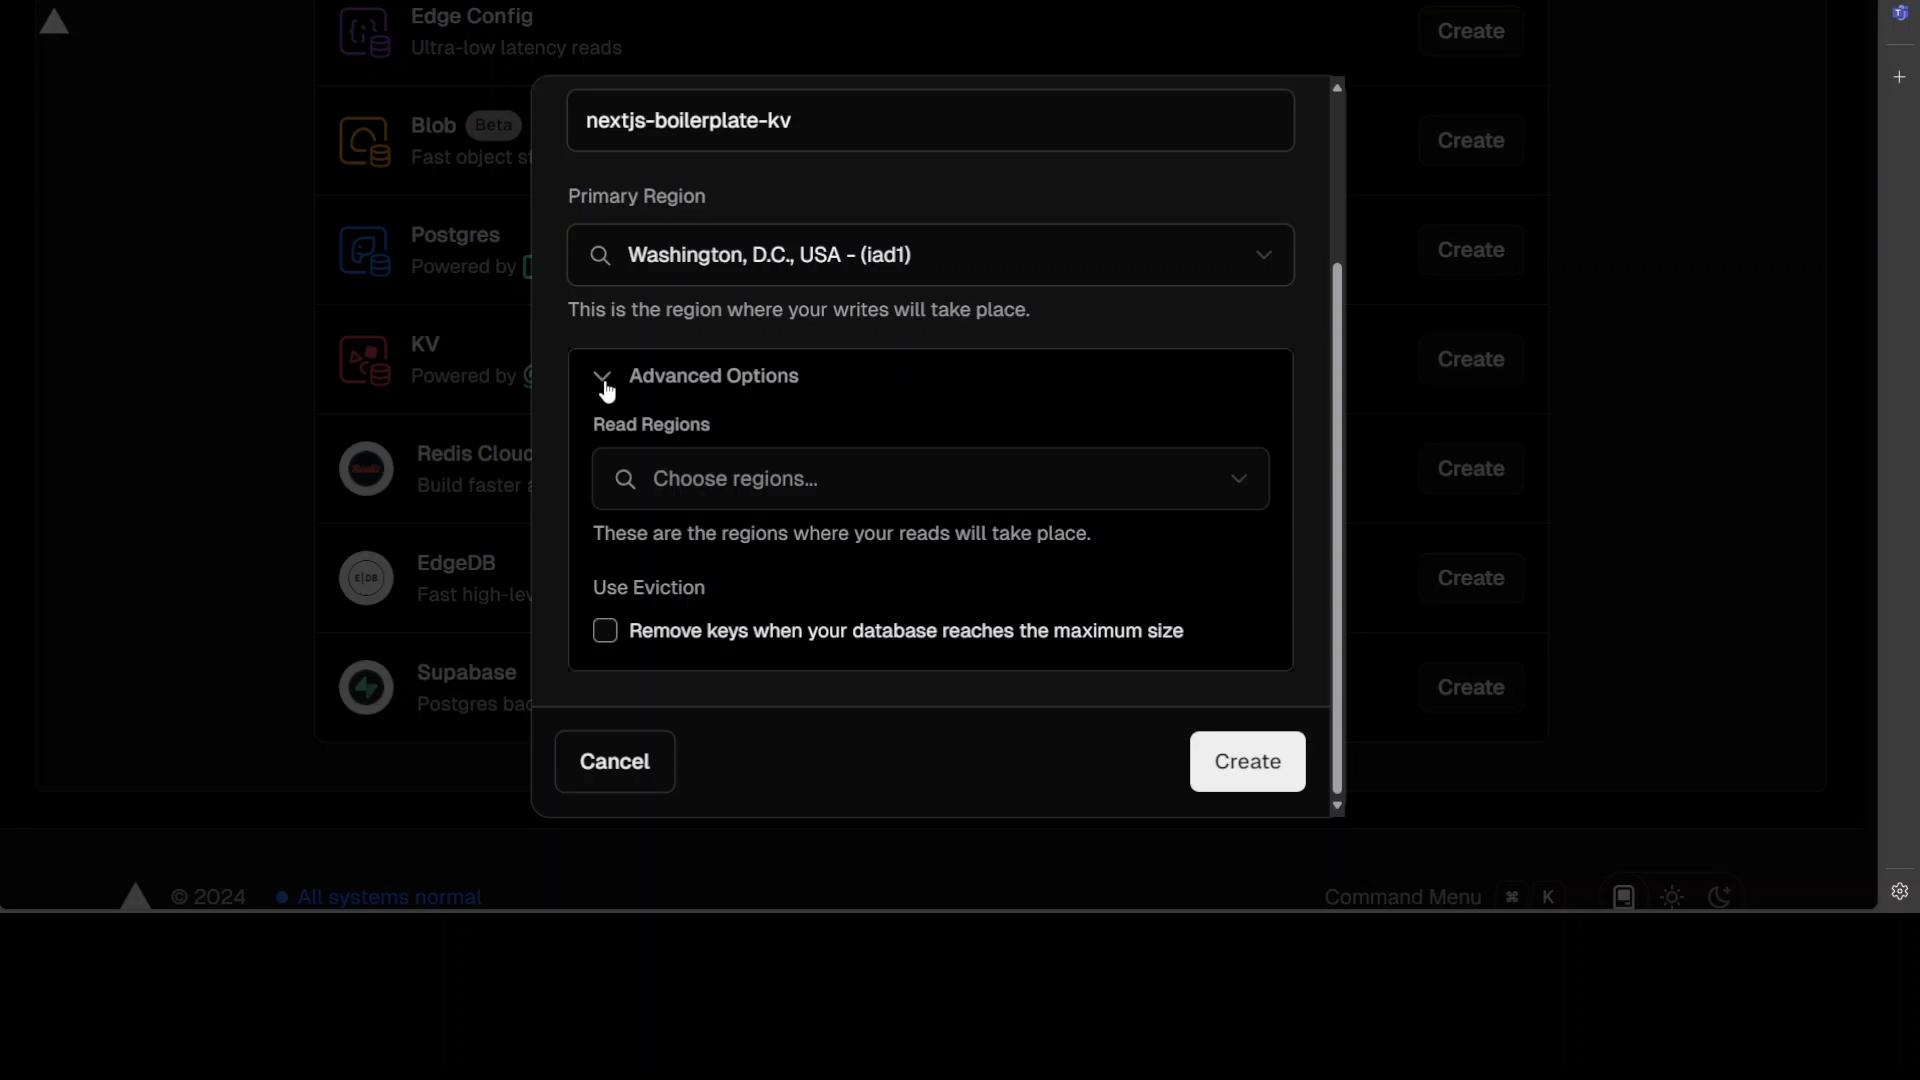 Edge Config
Ultra-low latency reads
Create
Blob Beta
Fast object
Create
Postgres
Powered by
Create
KV
Powered by
Create
Redis Cloud
Build faster
Create
E|DB
EdgeDB
Fast
Create
Supabase
Postgres
Create
nextjs-boilerplate-kv
Primary Region
Washington, D.C., USA - (iad1)
This is the region where your writes will take place.
Advanced Options
Read Regions
Choose regions...
These are the regions where your reads will take place.
Use Eviction
Remove keys when your database reaches the maximum size
Cancel
Create
© 2024
All systems normal
Command Menu ⌘ K